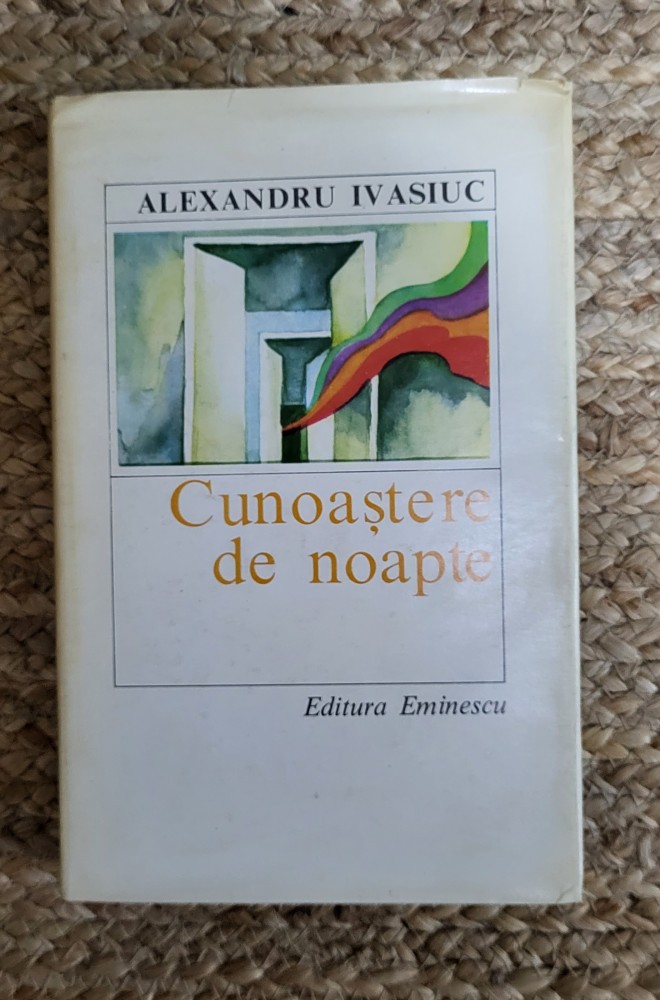 ALEXANDRU IVASIUC
Cunoaștere
de noapte
Editura Eminescu